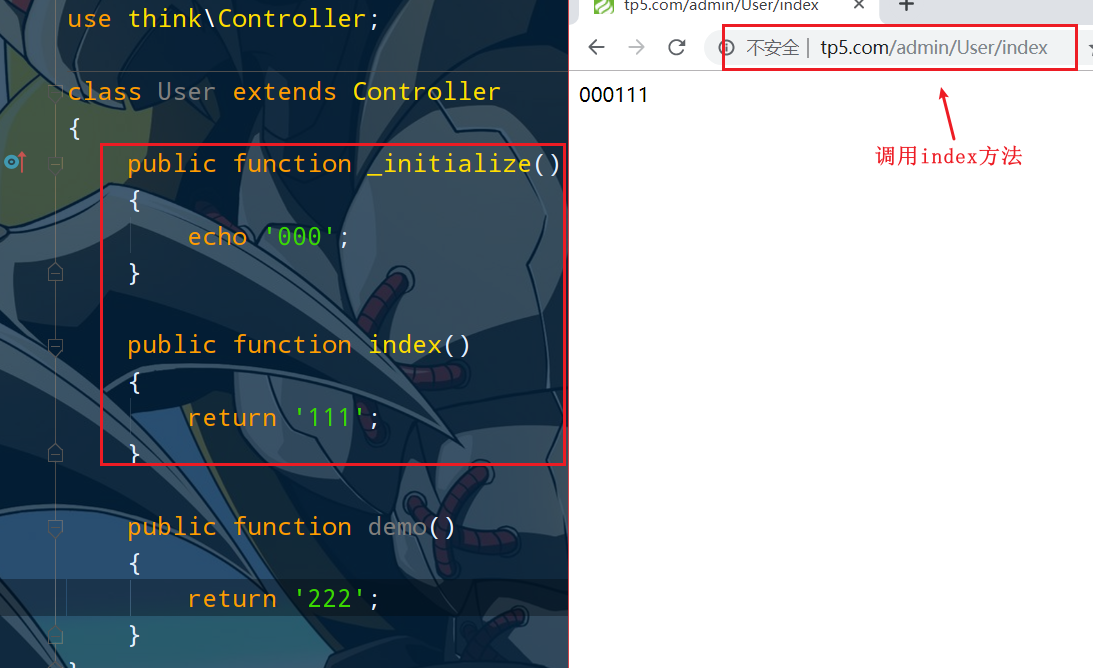 use think\Controller;
class User extends Controller
{
public function _initialize()
{
echo '000';
}
public function index()
{
return '111';
}
public function demo()
{
return '222';
}
tp5.com/admin/User/index
不安全 | tp5.com/admin/User/index
000111
调用index方法